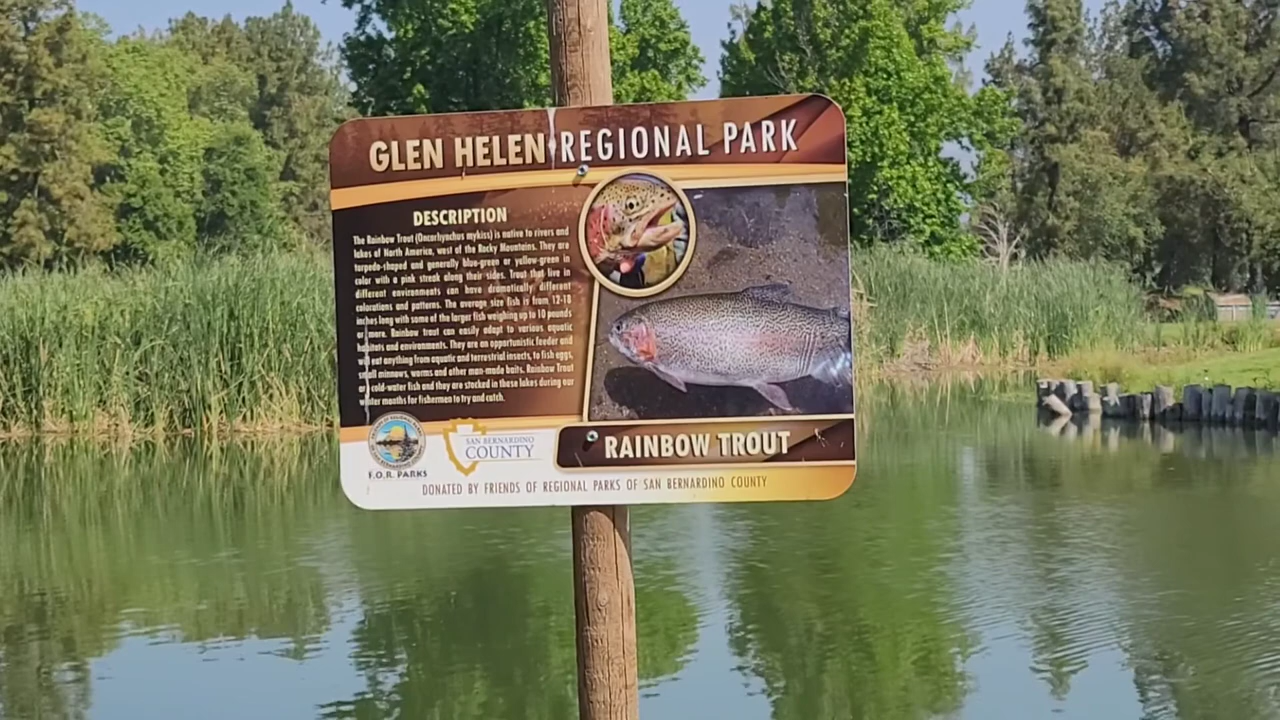 GLEN HELEN REGIONAL PARK
DESCRIPTION
The Rainbow Trout (Oncorhynchus mykiss) is native to rivers and
lakes of North America, west of the Rocky Mountains. They are
torpedo-shaped and generally blue-green or yellow-green in
color with a pink streak along their sides. Trout that live in
different environments can have dramatically different
colorations and patterns. The average size fish is from 12-18
inches long with some of the larger fish weighing up to 10 pounds
or more. Rainbow trout can easily adapt to various aquatic
habitats and environments. They are an opportunistic feeder and
will eat anything from aquatic and terrestrial insects, to fish eggs,
small minnows, worms and other man-made baits. Rainbow Trout
are cold-water fish and they are stocked in these lakes during our
winter months for fishermen to try and catch.
RAINBOW TROUT
F.O.R. PARKS
SAN BERNARDINO
COUNTY
DONATED BY FRIENDS OF REGIONAL PARKS OF SAN BERNARDINO COUNTY